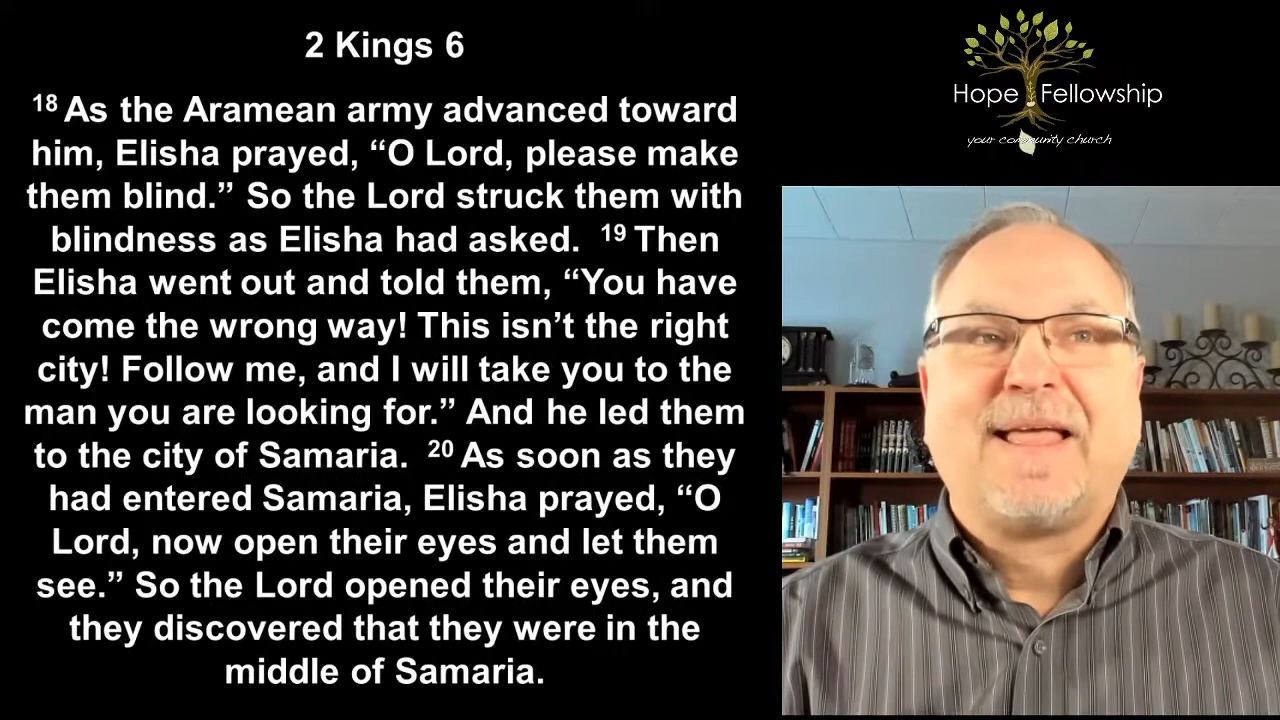 2 Kings 6
18 As the Aramean army advanced toward
him, Elisha prayed, “O Lord, please make
them blind.” So the Lord struck them with
blindness as Elisha had asked. 19 Then
Elisha went out and told them, “You have
come the wrong way! This isn’t the right
city! Follow me, and I will take you to the
man you are looking for.” And he led them
to the city of Samaria. 20 As soon as they
had entered Samaria, Elisha prayed, “O
Lord, now open their eyes and let them
see.” So the Lord opened their eyes, and
they discovered that they were in the
middle of Samaria.
Hope Fellowship
your community church